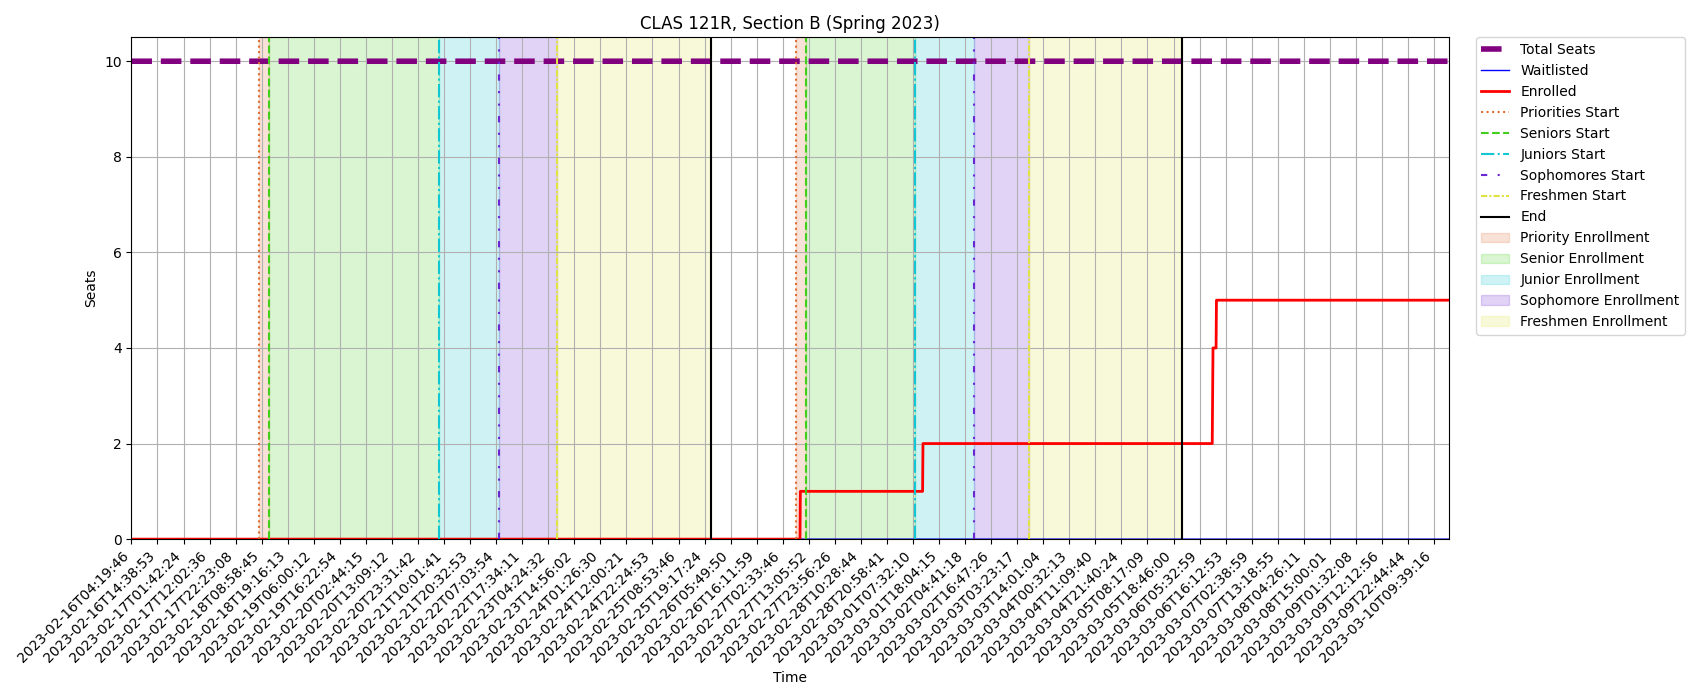 CLAS 121R, Section B (Spring 2023)
Seats
10
8
6
4
2
0
2023-02-16T04:19:46
2023-02-16T14:38:53
2023-02-17T01:42:24
2023-02-17T12:02:36
2023-02-17T22:23:08
2023-02-18T08:58:45
2023-02-18T19:16:13
2023-02-19T06:00:12
2023-02-19T16:22:54
2023-02-20T02:44:15
2023-02-20T13:09:12
2023-02-20T23:31:42
2023-02-21T10:01:41
2023-02-21T20:32:53
2023-02-22T07:03:54
2023-02-22T17:34:11
2023-02-23T04:24:32
2023-02-23T14:56:02
2023-02-24T01:26:30
2023-02-24T12:00:21
2023-02-24T22:24:53
2023-02-25T08:53:46
2023-02-25T19:17:24
2023-02-26T05:49:50
2023-02-26T16:11:59
2023-02-27T02:33:46
2023-02-27T13:05:52
2023-02-27T23:56:26
2023-02-28T10:28:44
2023-02-28T20:58:41
2023-03-01T07:32:10
2023-03-01T18:04:15
2023-03-02T04:41:18
2023-03-02T16:47:26
2023-03-03T03:23:17
2023-03-03T14:01:04
2023-03-04T00:32:13
2023-03-04T11:09:40
2023-03-04T21:40:24
2023-03-05T08:17:09
2023-03-05T18:46:00
2023-03-06T05:32:59
2023-03-06T16:12:53
2023-03-07T02:38:59
2023-03-07T13:18:55
2023-03-08T04:26:11
2023-03-08T15:00:01
2023-03-09T01:32:08
2023-03-09T12:12:56
2023-03-09T22:44:44
2023-03-10T09:39:16
Time
Total Seats
Waitlisted
Enrolled
Priorities Start
Seniors Start
Juniors Start
Sophomores Start
Freshmen Start
End
Priority Enrollment
Senior Enrollment
Junior Enrollment
Sophomore Enrollment
Freshmen Enrollment